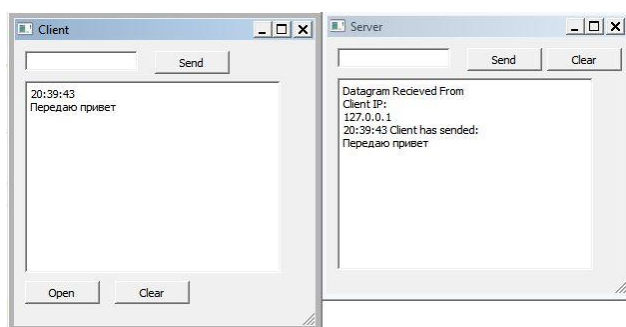 Client
Send
20:39:43
Передаю привет
Open
Clear
Server
Send
Clear
Datagram Recieved From
Client IP:
127.0.0.1
20:39:43 Client has sended:
Передаю привет